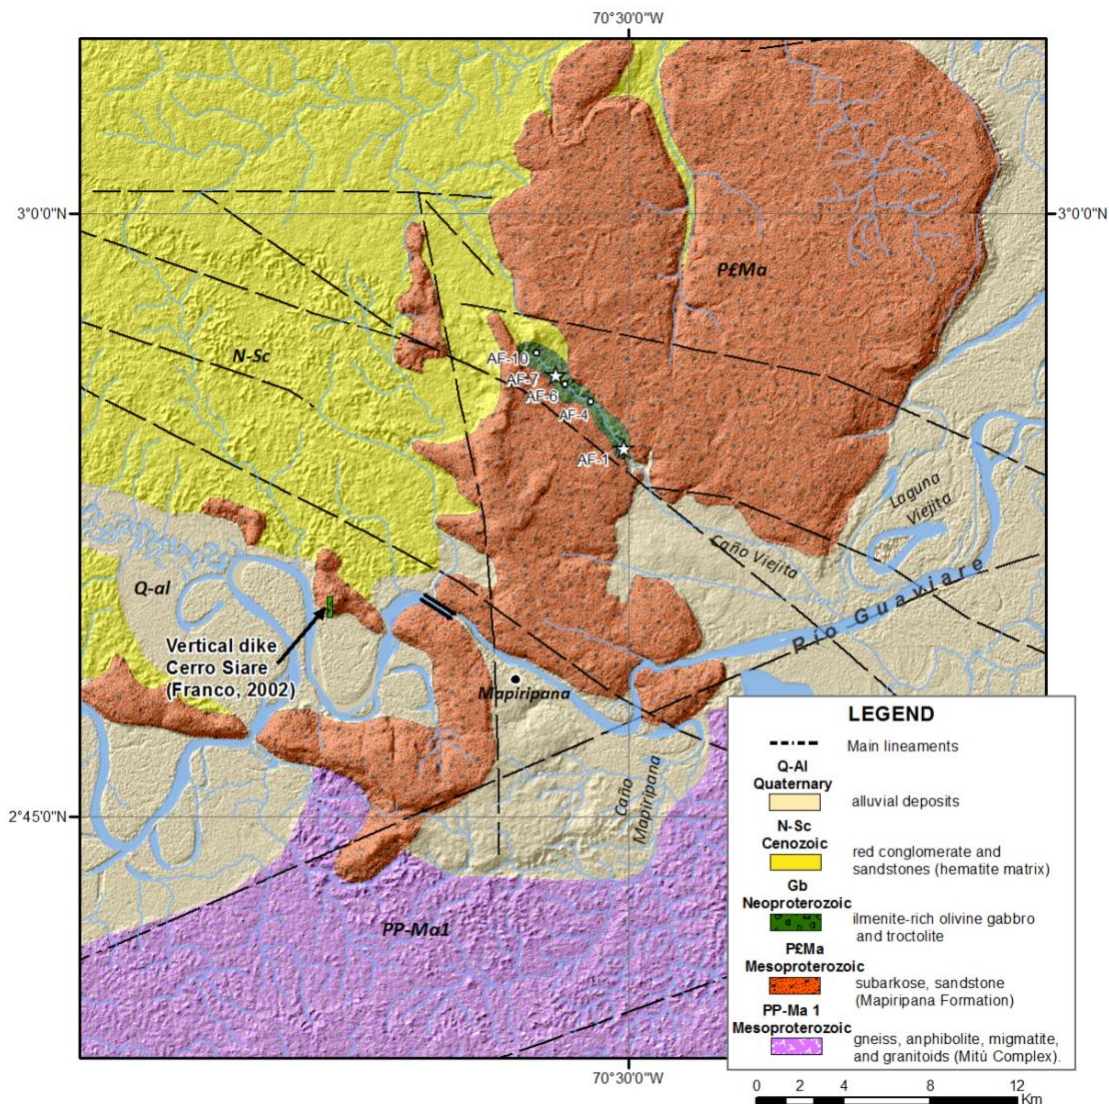 70°30'0"W
3°0'0"N
3°0'0"N
P£Ma
N-Sc
AF-10
AF-7
AF-6
AF-4
AF-1
Laguna
Viejita
Caño Viejita
Q-al
Río Guaviare
Vertical dike
Cerro Siare
(Franco, 2002)
Mapiripana
Caño
Mapiripana
2°45'0"N
PP-Ma1
LEGEND
Main lineaments
Q-Al
Quaternary
alluvial deposits
N-Sc
Cenozoic
red conglomerate and
sandstones (hematite matrix)
Gb
Neoproterozoic
ilmenite-rich olivine gabbro
and troctolite
P£Ma
Mesoproterozoic
subarkose, sandstone
(Mapiripana Formation)
PP-Ma 1
Mesoproterozoic
gneiss, anphibolite, migmatite,
and granitoids (Mitú Complex).
70°30'0"W
0 2 4 8 12
Km